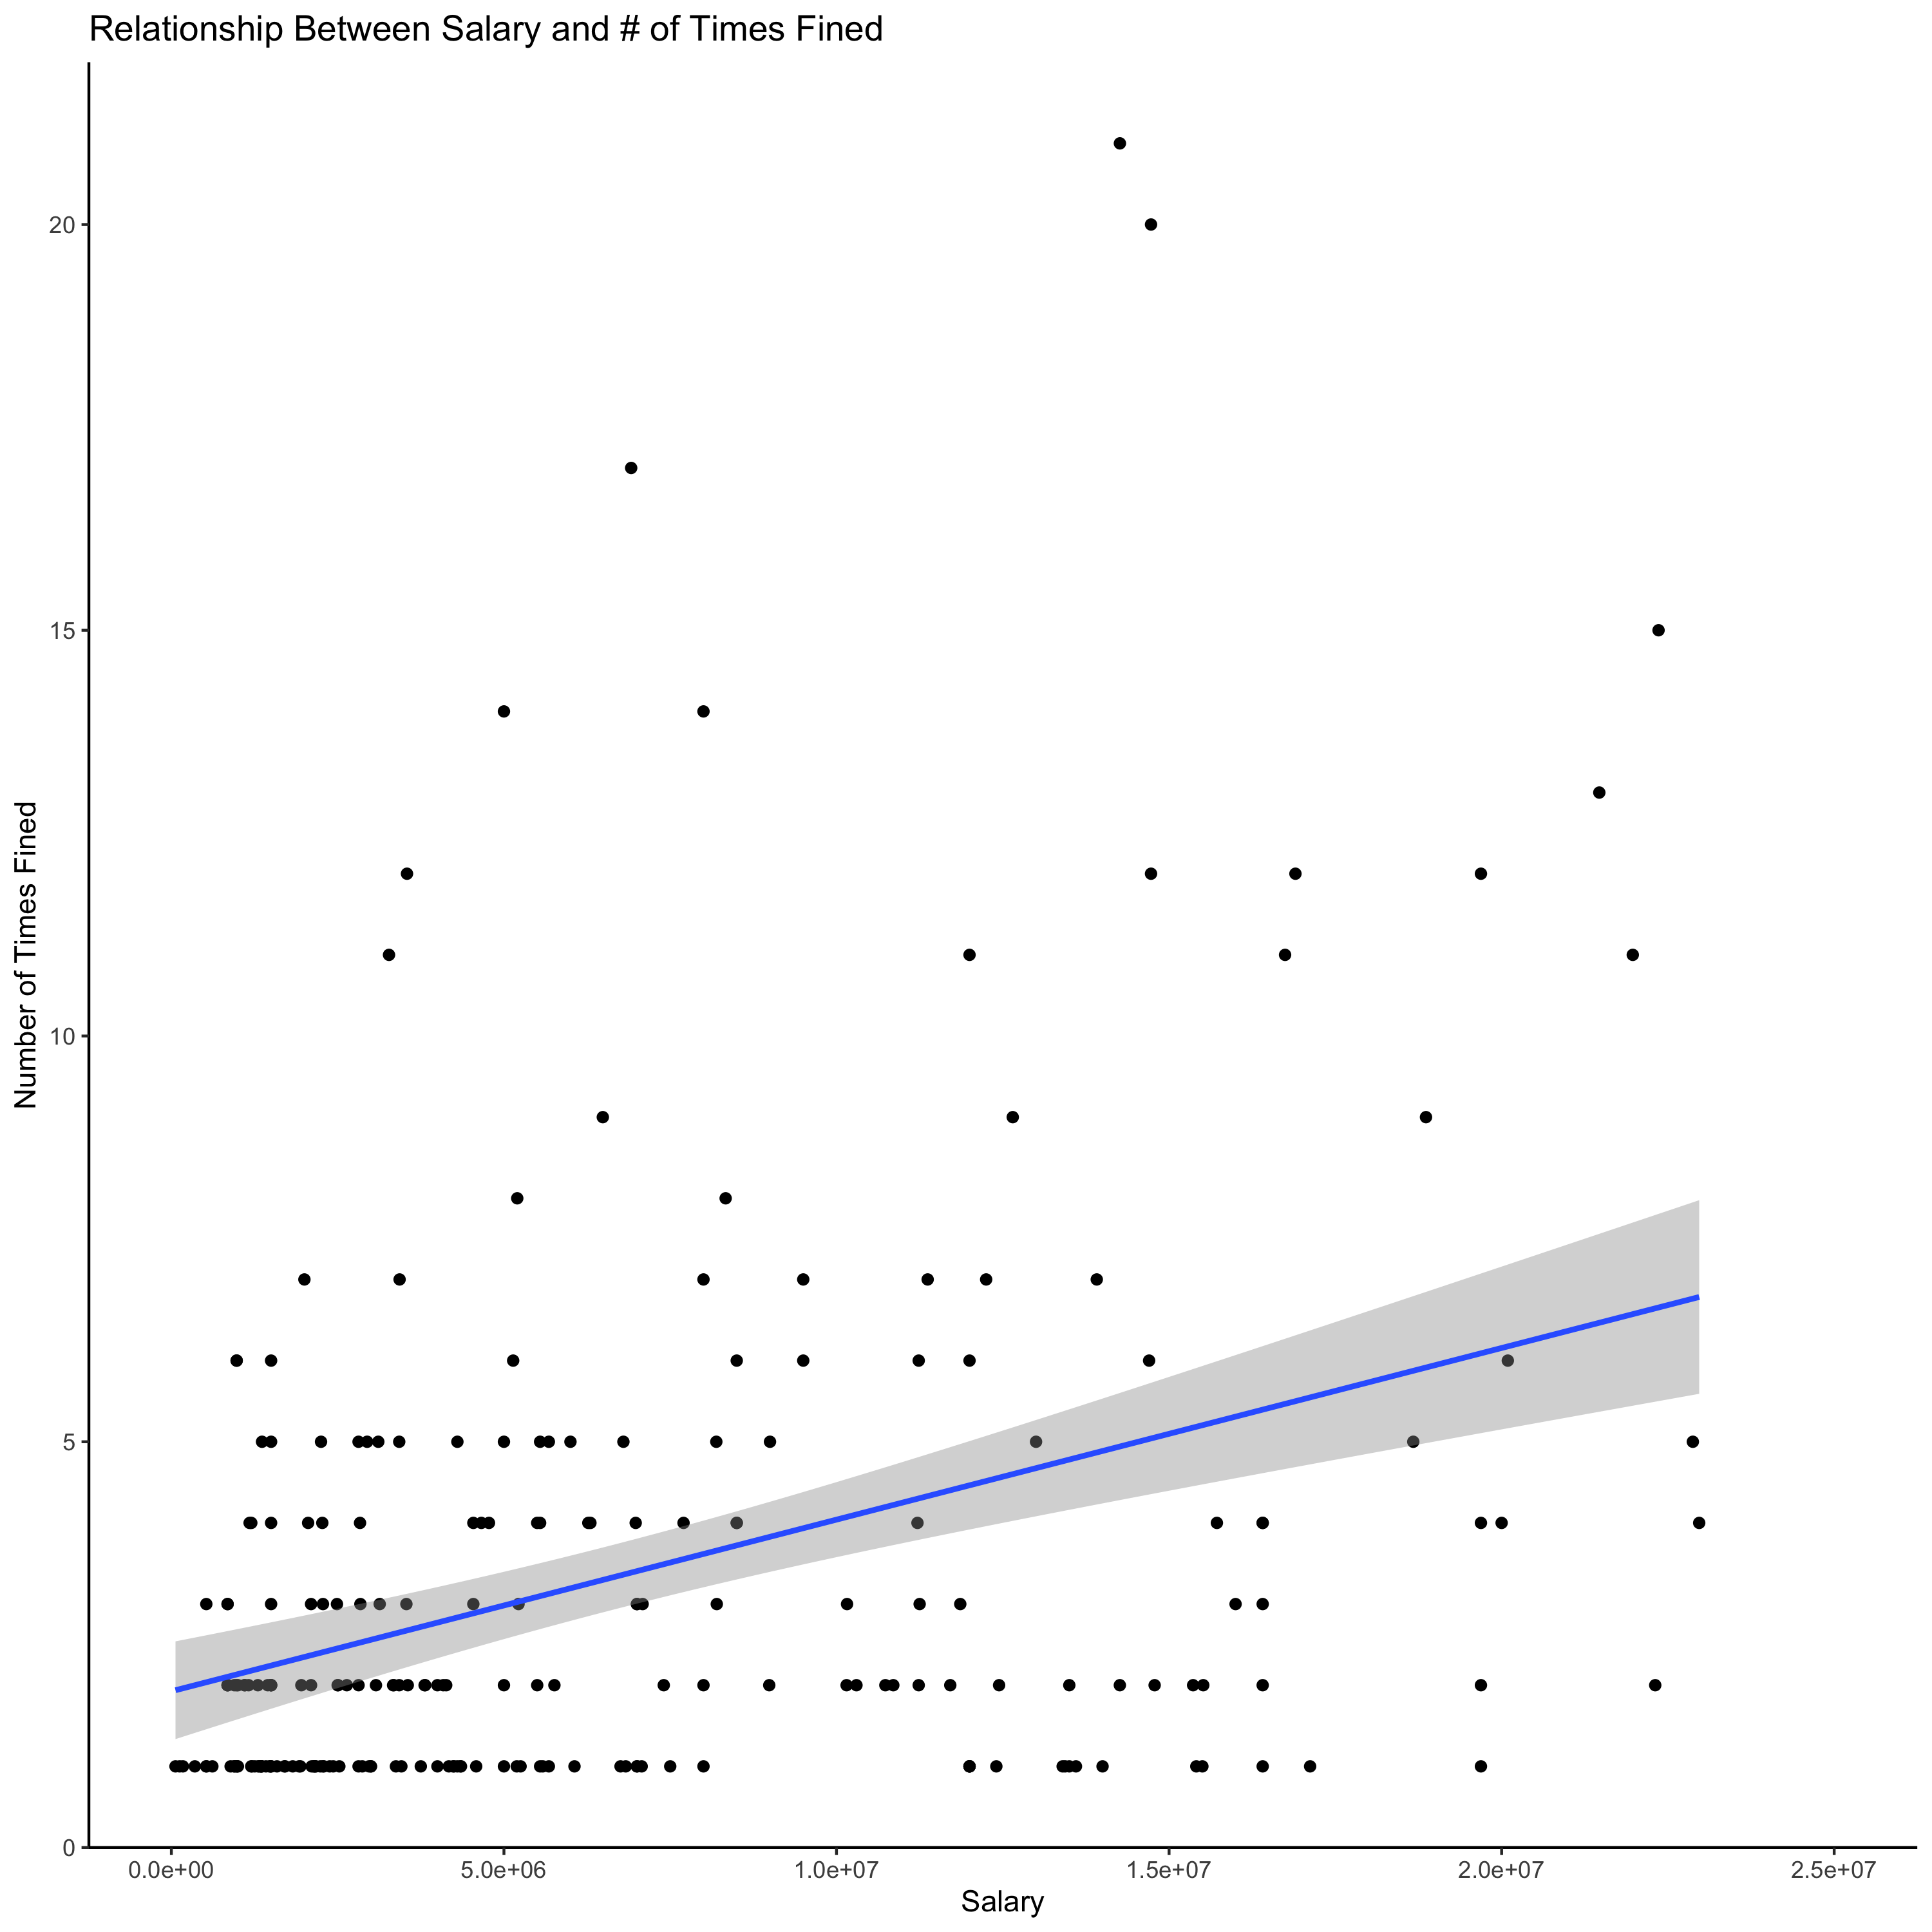 Relationship Between Salary and # of Times Fined
Number of Times Fined
20
15
10
5
0
0.0e+00
5.0e+06
1.0e+07
1.5e+07
2.0e+07
2.5e+07
Salary